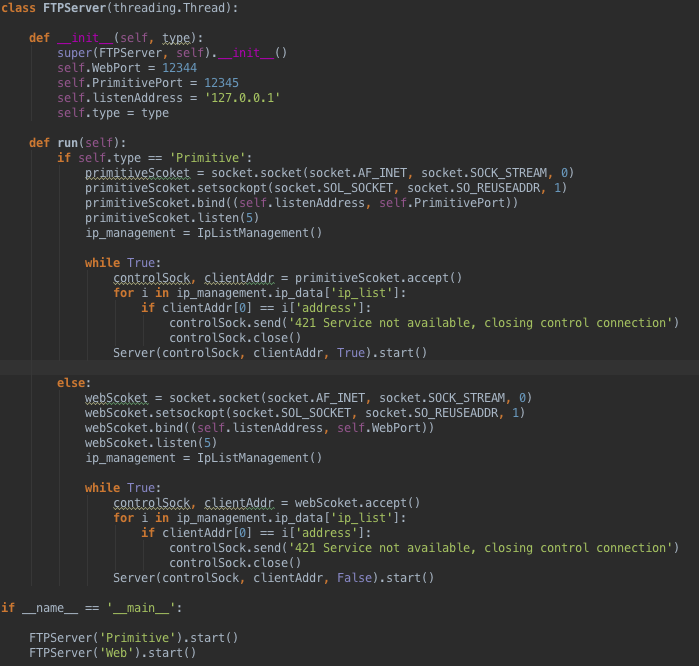 class FTPServer(threading.Thread):
    def __init__(self, type):
        super(FTPServer, self).__init__()
        self.WebPort = 12344
        self.PrimitivePort = 12345
        self.listenAddress = '127.0.0.1'
        self.type = type
    def run(self):
        if self.type == 'Primitive':
            primitiveScoket = socket.socket(socket.AF_INET, socket.SOCK_STREAM, 0)
            primitiveScoket.setsockopt(socket.SOL_SOCKET, socket.SO_REUSEADDR, 1)
            primitiveScoket.bind((self.listenAddress, self.PrimitivePort))
            primitiveScoket.listen(5)
            ip_management = IpListManagement()
            while True:
                controlSock, clientAddr = primitiveScoket.accept()
                for i in ip_management.ip_data['ip_list']:
                    if clientAddr[0] == i['address']:
                        controlSock.send('421 Service not available, closing control connection')
                        controlSock.close()
                Server(controlSock, clientAddr, True).start()
        else:
            webScoket = socket.socket(socket.AF_INET, socket.SOCK_STREAM, 0)
            webScoket.setsockopt(socket.SOL_SOCKET, socket.SO_REUSEADDR, 1)
            webScoket.bind((self.listenAddress, self.WebPort))
            webScoket.listen(5)
            ip_management = IpListManagement()
            while True:
                controlSock, clientAddr = webScoket.accept()
                for i in ip_management.ip_data['ip_list']:
                    if clientAddr[0] == i['address']:
                        controlSock.send('421 Service not available, closing control connection')
                        controlSock.close()
                Server(controlSock, clientAddr, False).start()
if __name__ == '__main__':
    FTPServer('Primitive').start()
    FTPServer('Web').start()